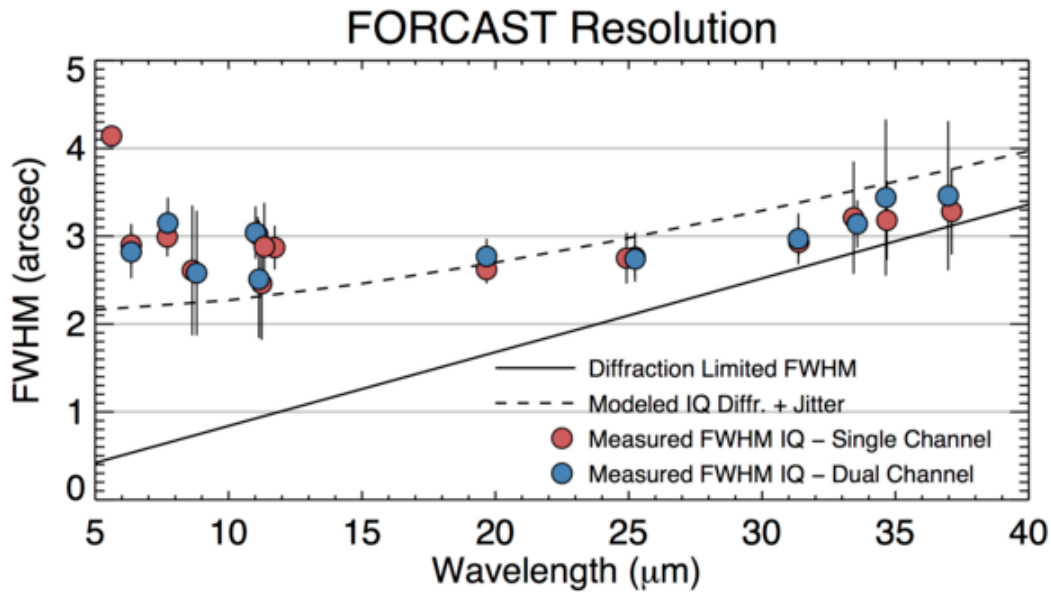 FORCAST Resolution
5
4
3
2
1
0
FWHM (arcsec)
Diffraction Limited FWHM
Modeled IQ Diffr. + Jitter
Measured FWHM IQ – Single Channel
Measured FWHM IQ – Dual Channel
5 10 15 20 25 30 35 40
Wavelength (μm)